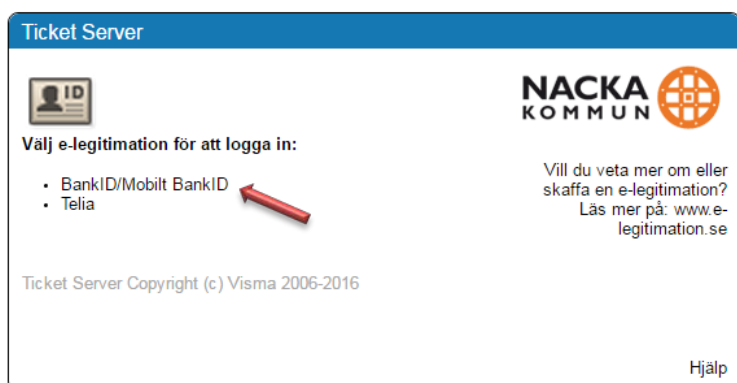 Ticket Server
ID
NACKA
KOMMUN
Välj e-legitimation för att logga in:
BankID/Mobilt BankID
Telia
Vill du veta mer om eller
skaffa en e-legitimation?
Läs mer på: www.e-
legitimation.se
Ticket Server Copyright (c) Visma 2006-2016
Hjälp